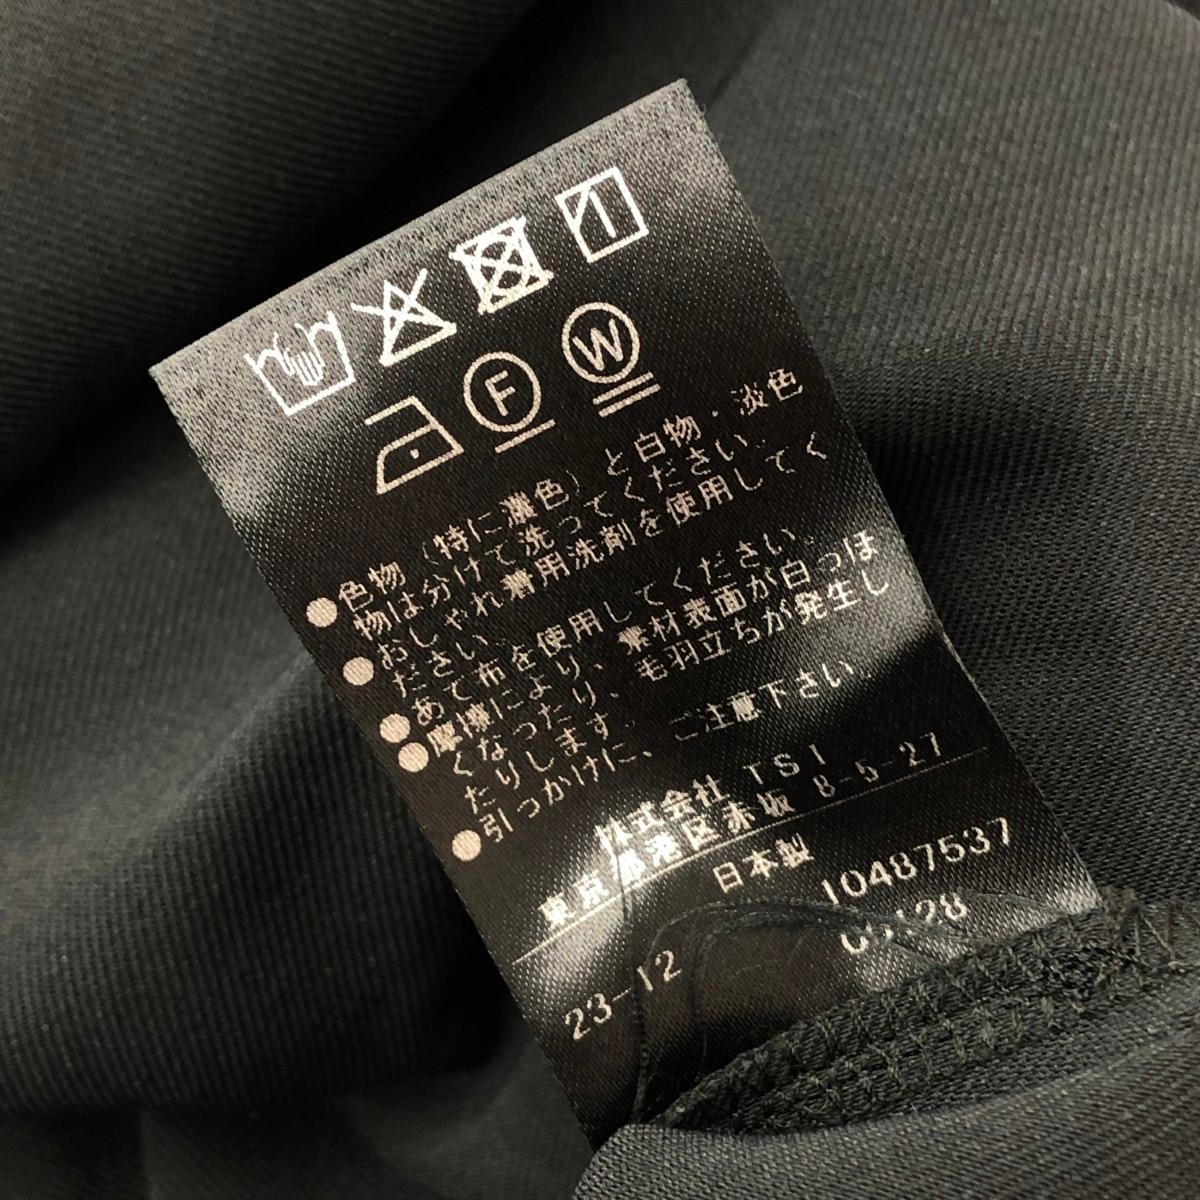 F W
●色物（特に濃色）と白物・淡色
物は分けて洗ってください。
●おしゃれ着用洗剤を使用してく
ださい。
●あて布を使用してください。
●摩擦により、素材表面が白っぽ
くなったり、毛羽立ちが発生し
たりします。
●引っかけに、ご注意下さい。
株式会社 TSI
東京都港区赤坂 8-5-27
日本製
10487537
23-12